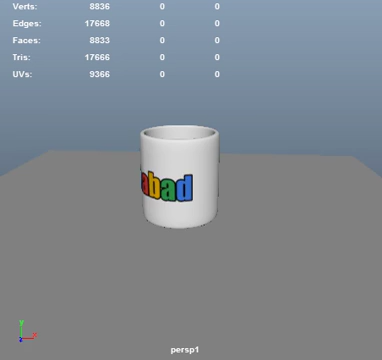 Verts: 8836 0 0
Edges: 17668 0 0
Faces: 8833 0 0
Tris: 17666 0 0
UVs: 9366 0 0
abad
Y
X
Z
persp1